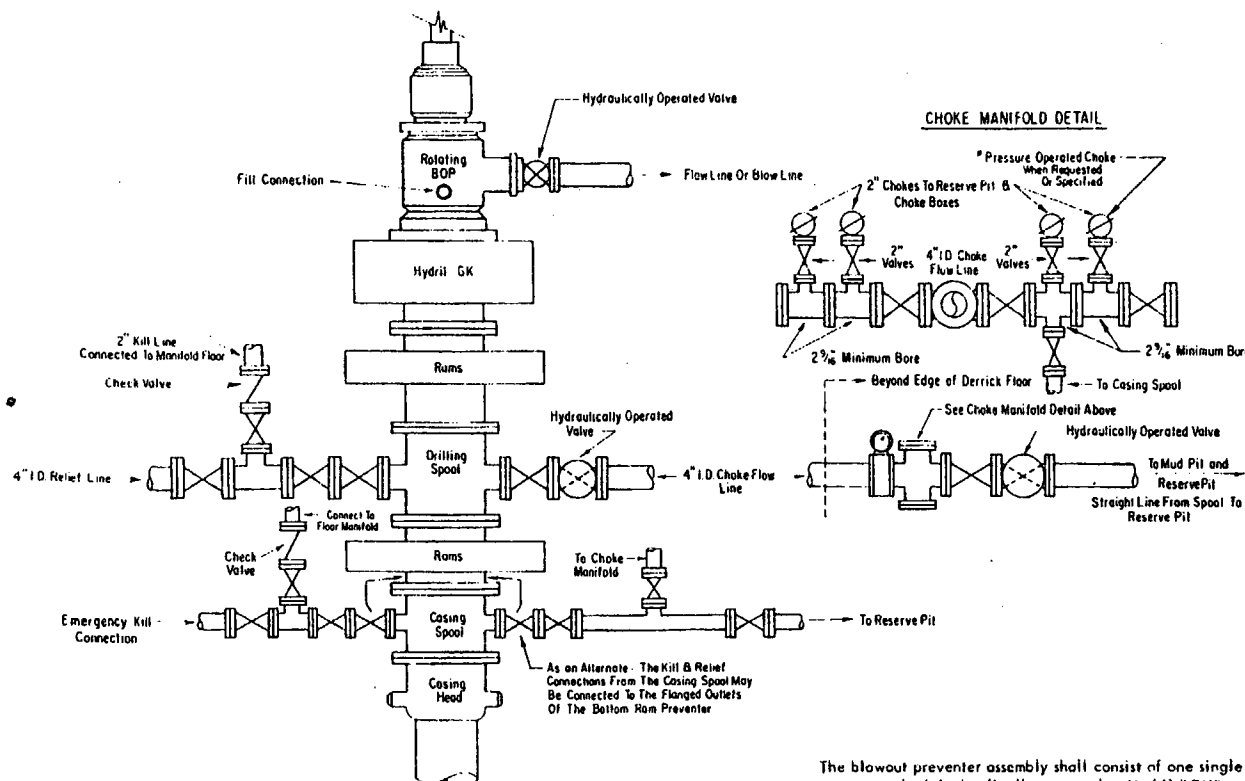 Hydraulically Operated Valve
Rotating
BOP
Fill Connection
Flow Line Or Blow Line
Hydril GK
2" Kill Line
Connected To Manifold Floor
Check Valve
Rams
Hydraulically Operated
Valve
4" I.D. Relief Line
Drilling
Spool
4" I.D. Choke Flow
Line
Connect To
Floor Manifold
Check
Valve
Rams
To Choke
Manifold
Emergency Kill
Connection
Casing
Spool
To Reserve Pit
Casing
Head
As an Alternate - The Kill & Relief
Connections From The Casing Spool May
Be Connected To The Flanged Outlets
Of The Bottom Ram Preventer
CHOKE MANIFOLD DETAIL
* Pressure Operated Choke
When Requested
Or Specified
2" Chokes To Reserve Pit &
Choke Boxes
2"
Valves
4" I.D. Choke
Flow Line
2"
Valves
2 9/16" Minimum Bore
2 9/16" Minimum Bore
To Casing Spool
Beyond Edge of Derrick Floor
See Choke Manifold Detail Above
Hydraulically Operated Valve
To Mud Pit and
Reserve Pit
Straight Line From Spool To
Reserve Pit
The blowout preventer assembly shall consist of one single